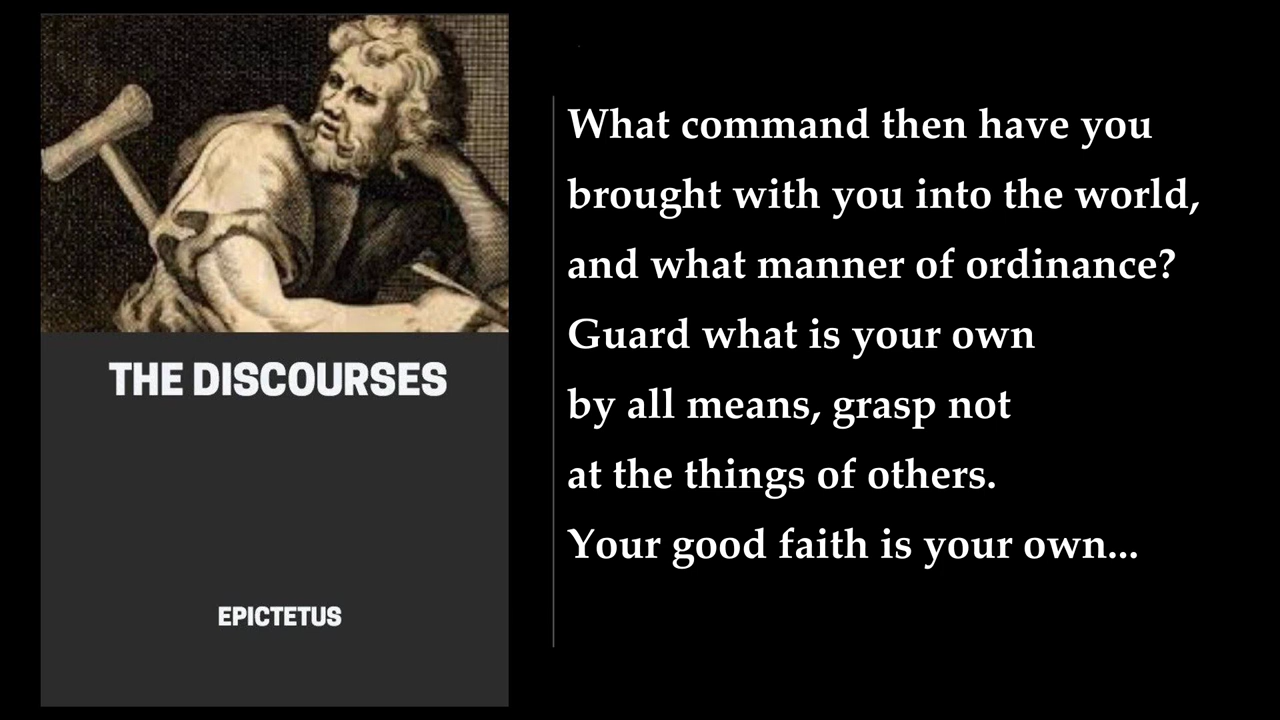 THE DISCOURSES
EPICTETUS
What command then have you
brought with you into the world,
and what manner of ordinance?
Guard what is your own
by all means, grasp not
at the things of others.
Your good faith is your own...